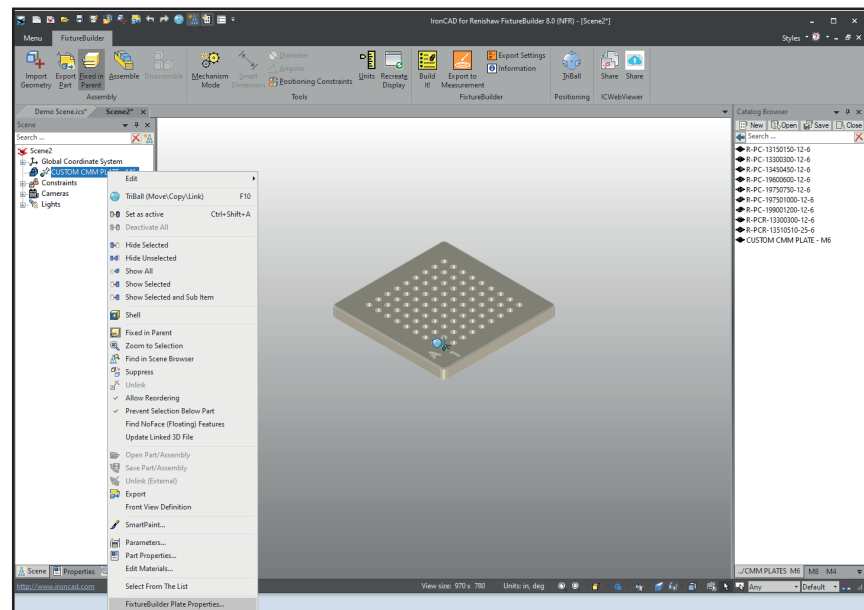 IronCAD for Renishaw FixtureBuilder 8.0 (NFR) - [Scene2*]
Menu
FixtureBuilder
Styles
Import Geometry
Export Part
Fixed in Parent
Assemble
Disassemble
Assembly
Mechanism Mode
Smart Dimension
Diameter
Angular
Positioning Constraints
Units
Recreate Display
Tools
Build It!
Export to Measurement
Export Settings
Information
FixtureBuilder
TriBall
Positioning
Share
Share
ICWebViewer
Demo Scene.ics*
Scene2*
Scene
Search ...
Scene2
Global Coordinate System
CUSTOM CMM PLATE - M6
Constraints
Cameras
Lights
Edit
TriBall (Move\Copy\Link) F10
Set as active Ctrl+Shift+A
Deactivate All
Hide Selected
Hide Unselected
Show All
Show Selected
Show Selected and Sub Item
Shell
Fixed in Parent
Zoom to Selection
Find in Scene Browser
Suppress
Unlink
Allow Reordering
Prevent Selection Below Part
Find NoFace (Floating) Features
Update Linked 3D File
Open Part/Assembly
Save Part/Assembly
Unlink (External)
Export
Front View Definition
SmartPaint...
Parameters...
Part Properties...
Edit Materials...
Select From The List
FixtureBuilder Plate Properties...
A 1
Catalog Browser
New Open Save Close
Search ...
R-PC-13150150-12-6
R-PC-13300300-12-6
R-PC-13450450-12-6
R-PC-19600600-12-6
R-PC-19750750-12-6
R-PC-197501000-12-6
R-PC-199001200-12-6
R-PCR-13300300-12-6
R-PCR-13510510-25-6
CUSTOM CMM PLATE - M6
../CMM PLATES M6 M8 M4
Scene Properties
http://www.ironcad.com
View size: 970 x 780 Units: in, deg
Any Default